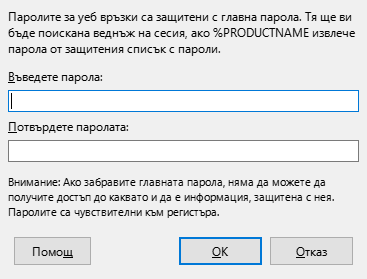 Паролите за уеб връзки са защитени с главна парола. Тя ще ви
бъде поискана веднъж на сесия, ако %PRODUCTNAME извлече
парола от защитения списък с пароли.
Въведете парола:
Потвърдете паролата:
Внимание: Ако забравите главната парола, няма да можете да
получите достъп до каквато и да е информация, защитена с нея.
Паролите са чувствителни към регистъра.
Помощ
OK
Отказ